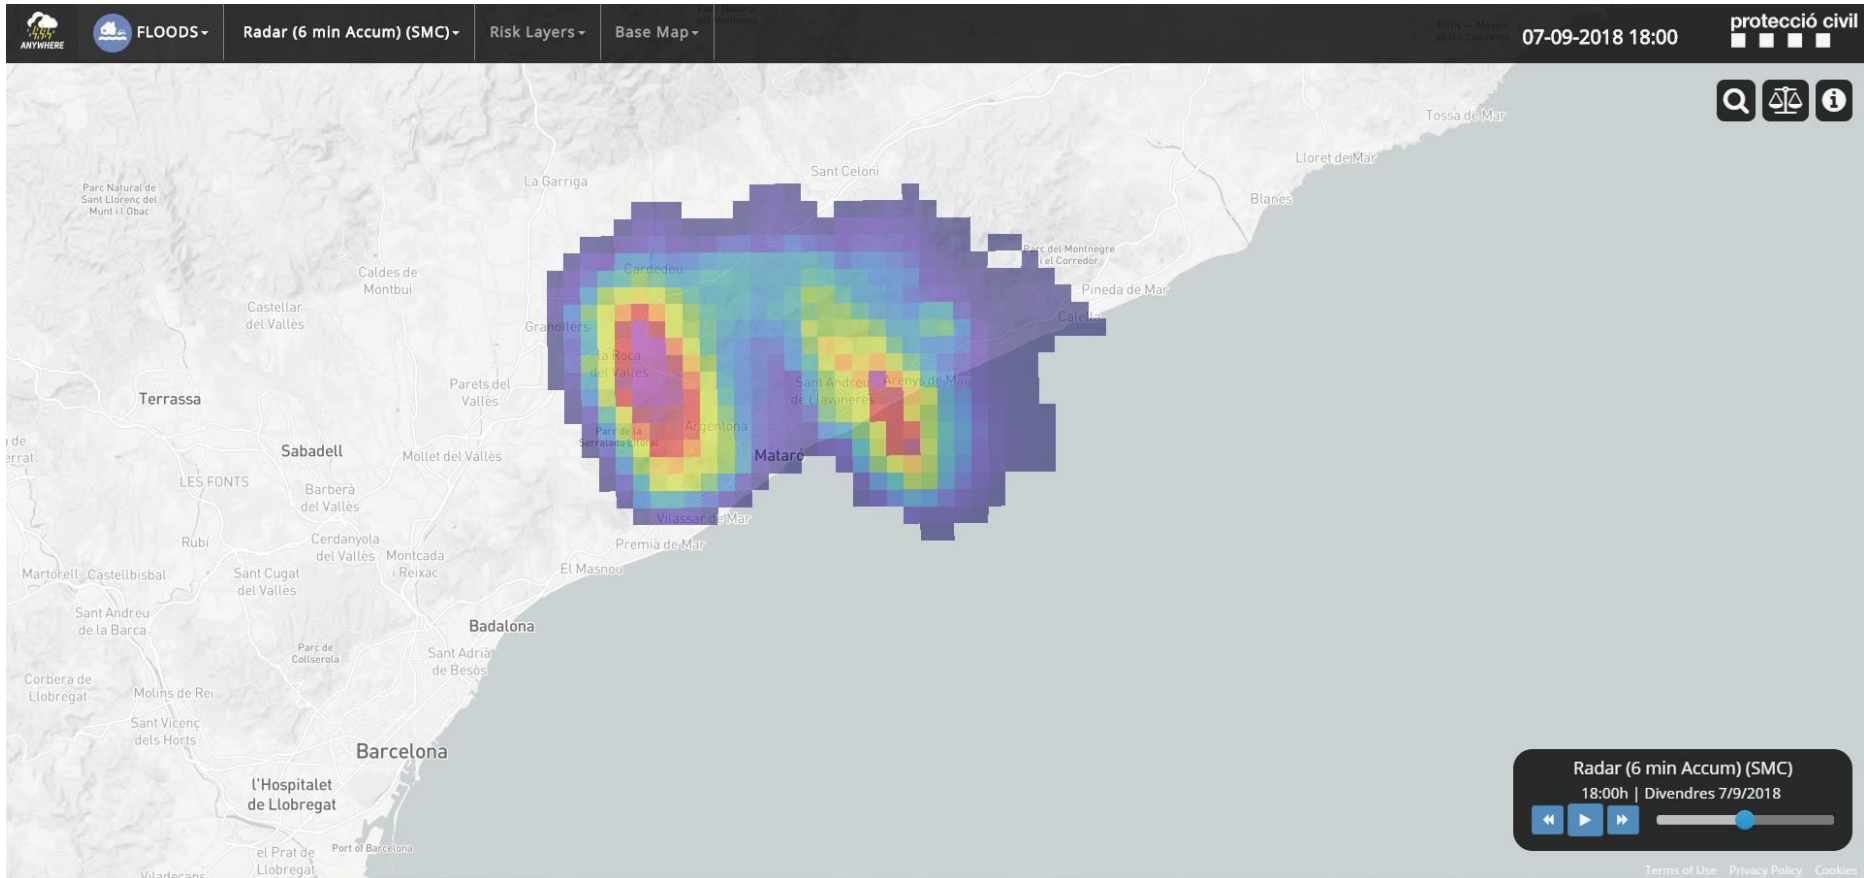 ANYWHERE
FLOODS
Radar (6 min Accum) (SMC)
Risk Layers
Base Map
07-09-2018 18:00
protecció civil
Tossa de Mar
Lloret de Mar
Blanes
Sant Celoni
La Garriga
Parc Natural de
Sant Llorenç del
Munt i l'Obac
Parc del Montnegre
i el Corredor
Caldes de
Montbui
Cardedeu
Pineda de Mar
Calella
Castellar
del Vallès
Granollers
la Roca
del Vallès
Sant Andreu
de Llavaneres
Arenys de Mar
Terrassa
Parets del
Vallès
Argentona
Parc de la
Serralada Litoral
Sabadell
Mollet del Vallès
Mataró
LES FONTS
Barberà
del Vallès
Vilassar de Mar
Rubí
Cerdanyola
del Vallès
Montcada
i Reixac
Premià de Mar
El Masnou
Martorell
Castellbisbal
Sant Cugat
del Vallès
Sant Andreu
de la Barca
Badalona
Parc de
Collserola
Sant Adrià
de Besòs
Corbera de
Llobregat
Molins de Rei
Sant Vicenç
dels Horts
Barcelona
l'Hospitalet
de Llobregat
Port of Barcelona
el Prat de
Llobregat
Viladecans
Radar (6 min Accum) (SMC)
18:00h | Divendres 7/9/2018
Terms of Use Privacy Policy Cookies